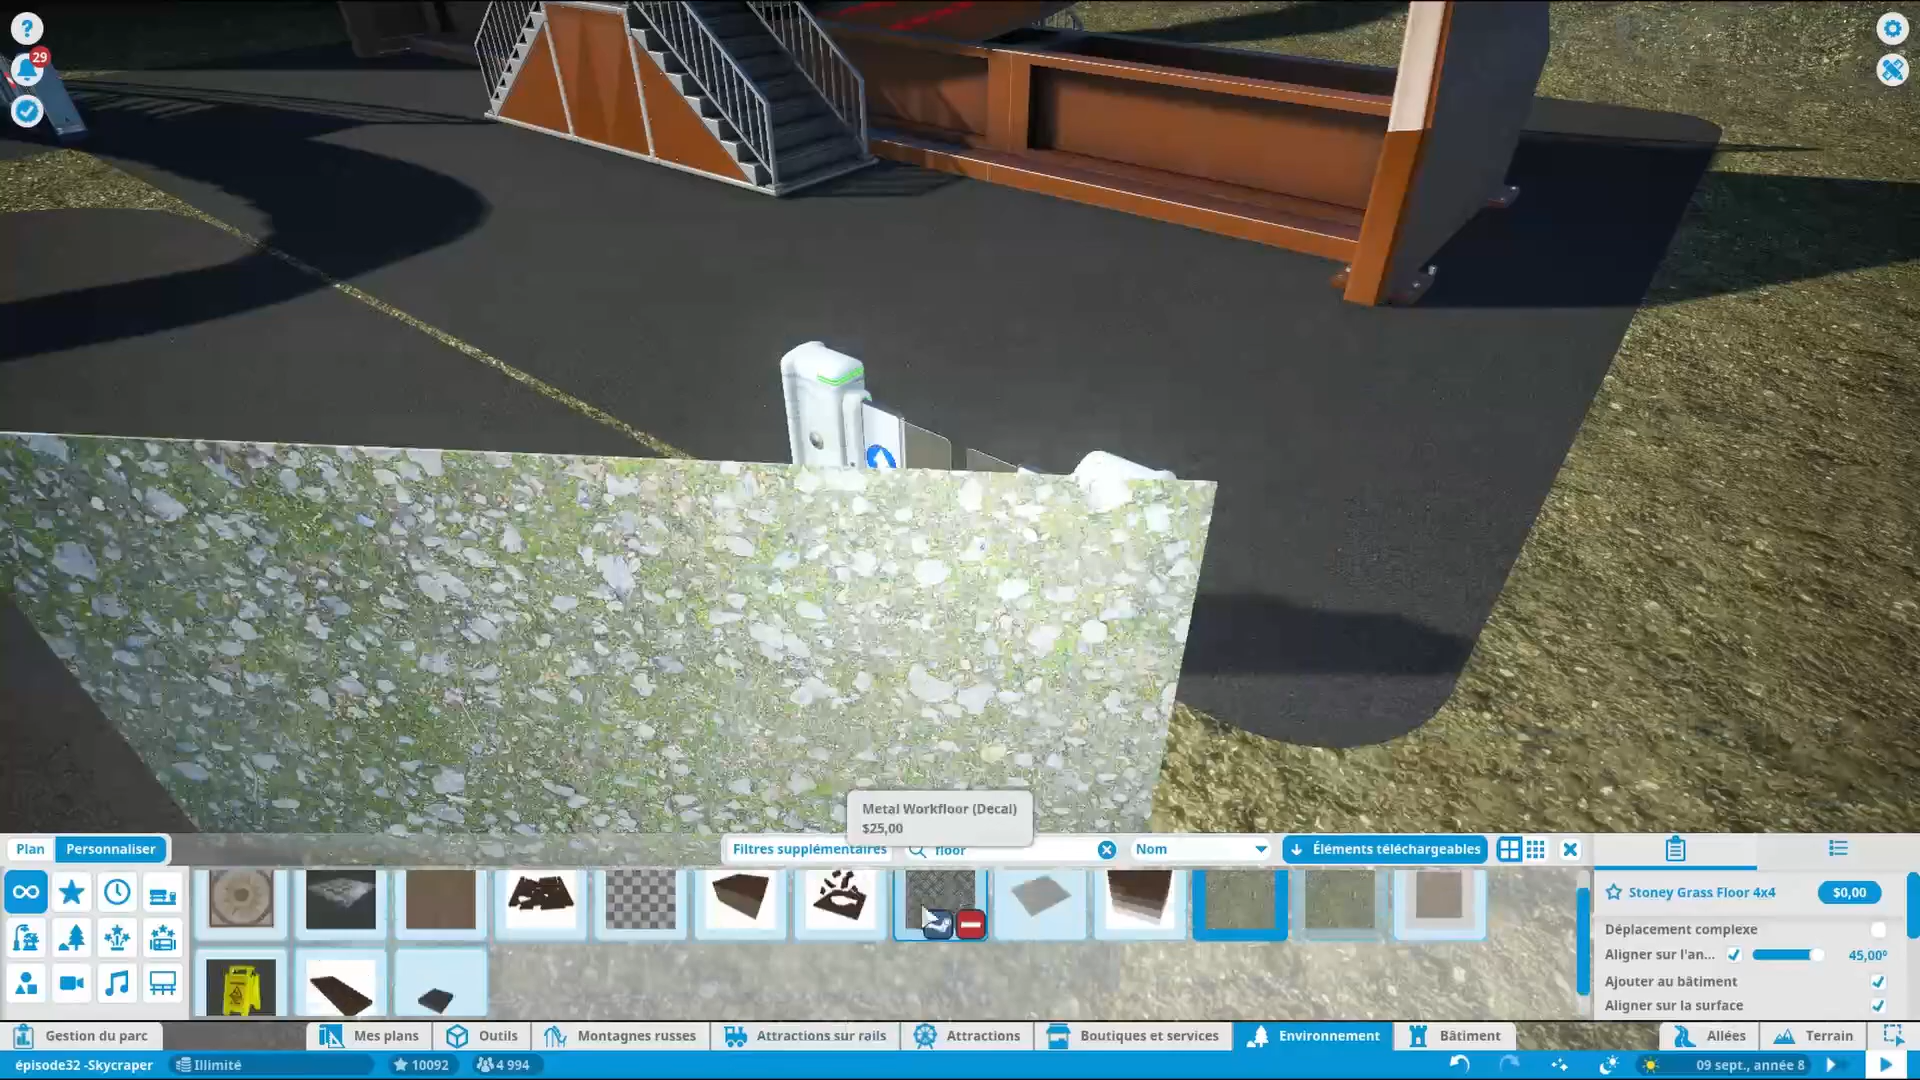 ?
29
Metal Workfloor (Decal)
$25,00
Plan
Personnaliser
Filtres supplémentaires
floor
Nom
Éléments téléchargeables
Stoney Grass Floor 4x4
$0,00
Déplacement complexe
Aligner sur l'an...
45,00°
Ajouter au bâtiment
Aligner sur la surface
Gestion du parc
Mes plans
Outils
Montagnes russes
Attractions sur rails
Attractions
Boutiques et services
Environnement
Bâtiment
Allées
Terrain
épisode32 -Skycraper
Illimité
10092
4 994
09 sept., année 8